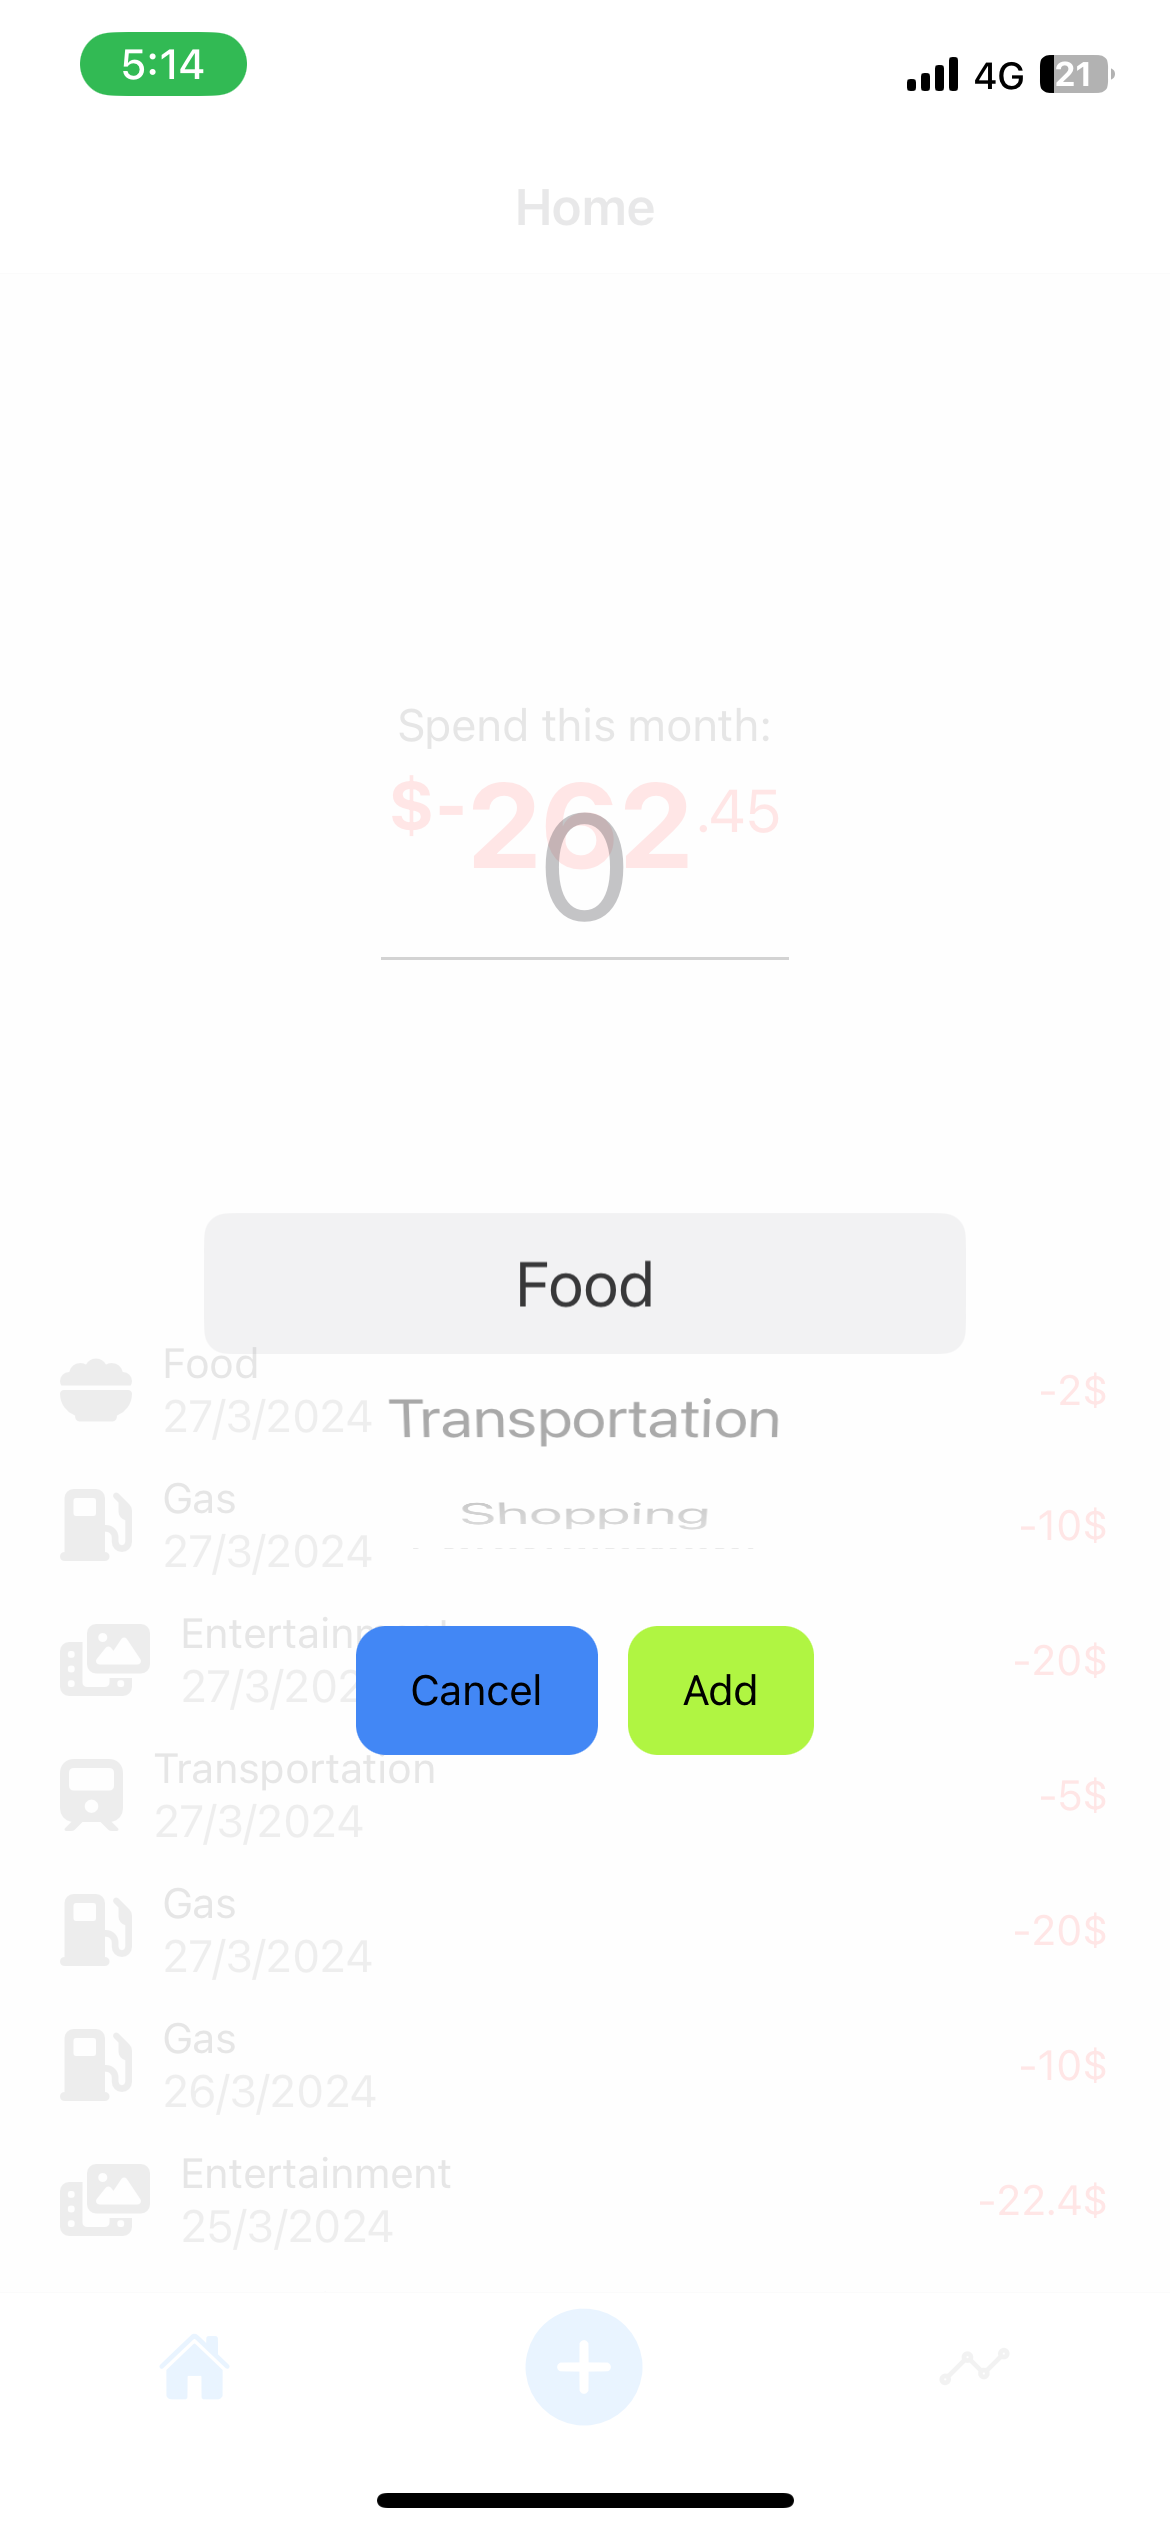 5:14 4G 21
Home
Spend this month:
$-262.45
0
Food
Food
27/3/2024 -2$
Transportation
Gas
27/3/2024 -10$
Shopping
27/3/ -20$
Cancel Add
Transportation
27/3/2024 -5$
Gas
27/3/2024 -20$
Gas
26/3/2024 -10$
Entertainment
25/3/2024 -22.4$